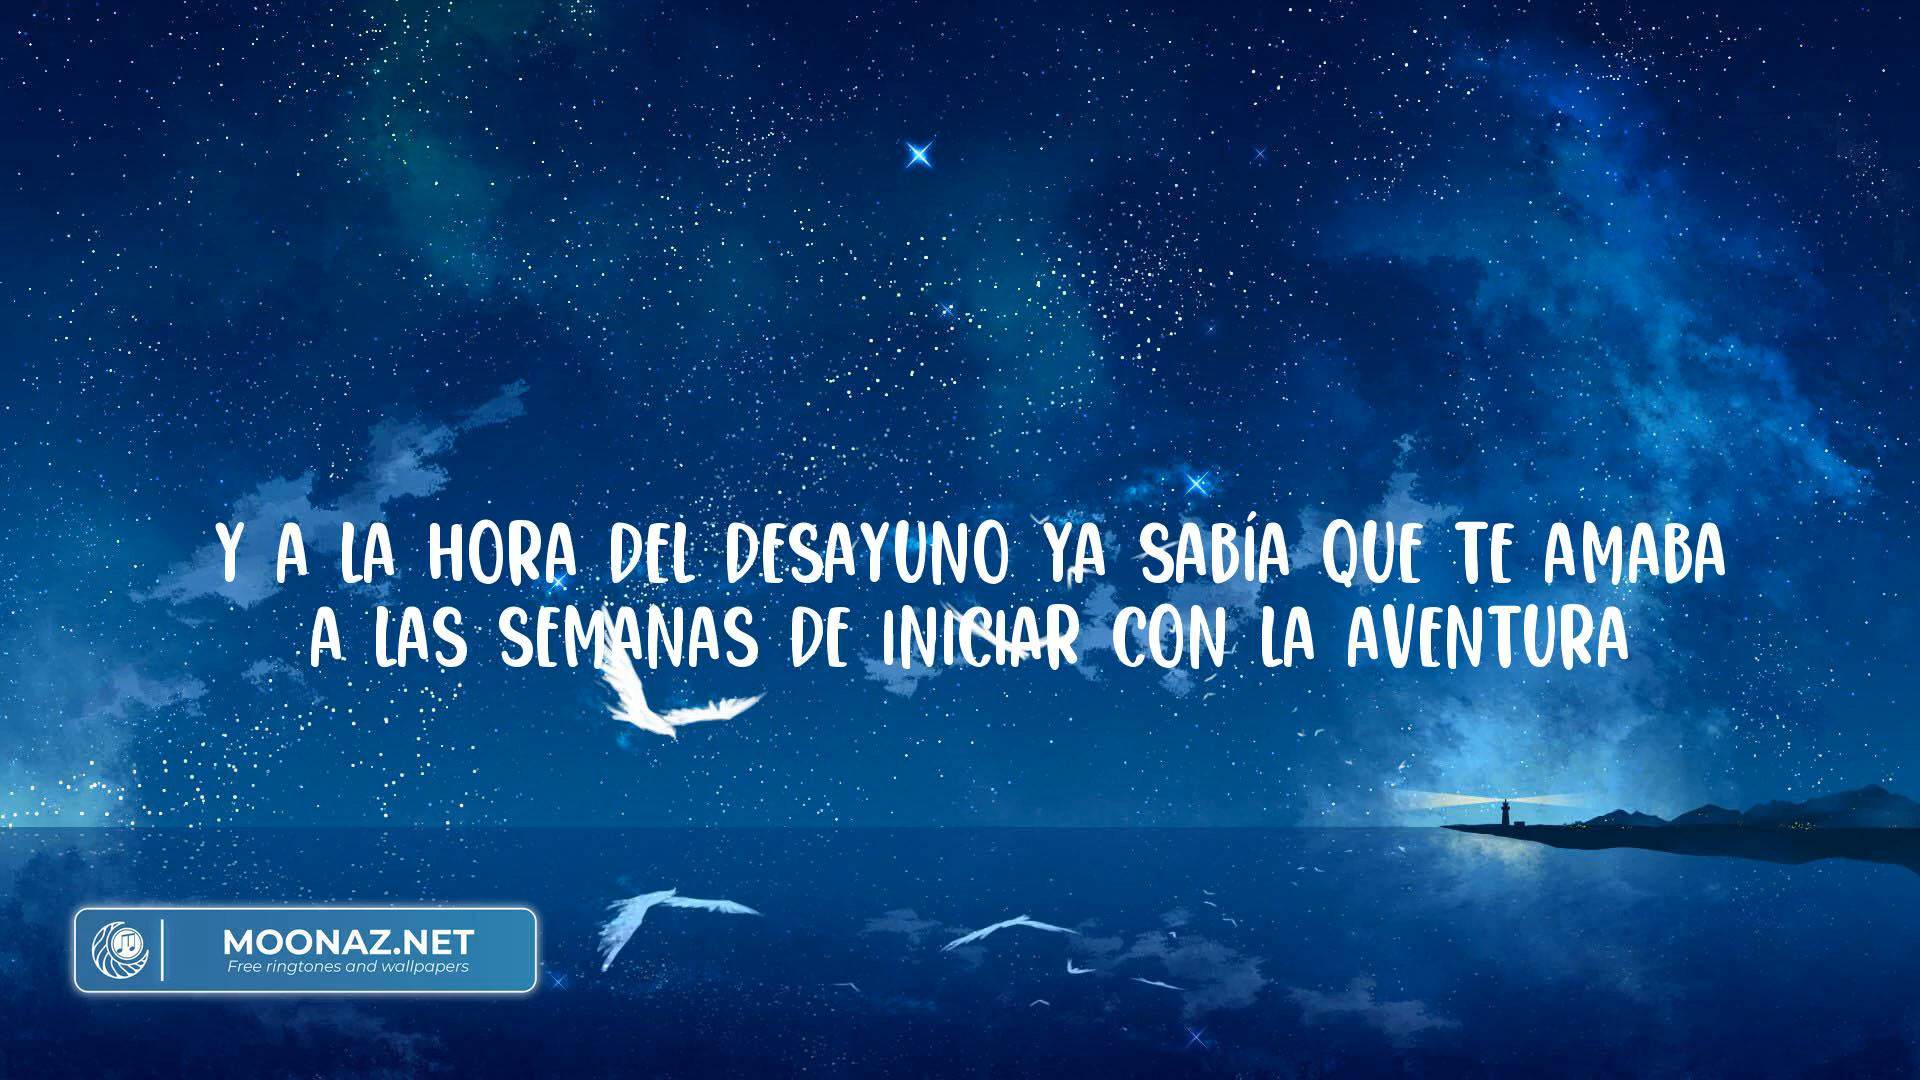 Y A LA HORA DEL DESAYUNO YA SABÍA QUE TE AMABA
A LAS SEMANAS DE INICIAR CON LA AVENTURA
MOONAZ.NET
Free ringtones and wallpapers